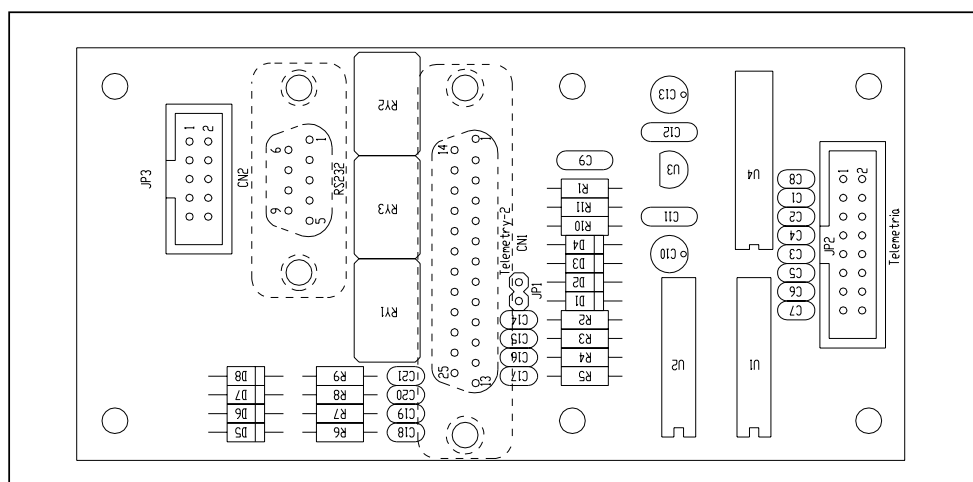 JP3
1
2
CN2
RS232
1
6
9
5
RY2
RY3
RY1
1
14
25
13
Telemetry-2
CN1
JP1
C9
R1
R11
R10
D4
D3
D2
D1
R2
R3
R4
R5
C14
C15
C16
C17
C13
C12
U3
C11
C10
U4
U2
U1
C8
C1
C2
C4
C3
C5
C6
C7
JP2
1
2
Telemetria
D8
D7
D6
D5
R9
R8
R7
R6
C21
C20
C19
C18